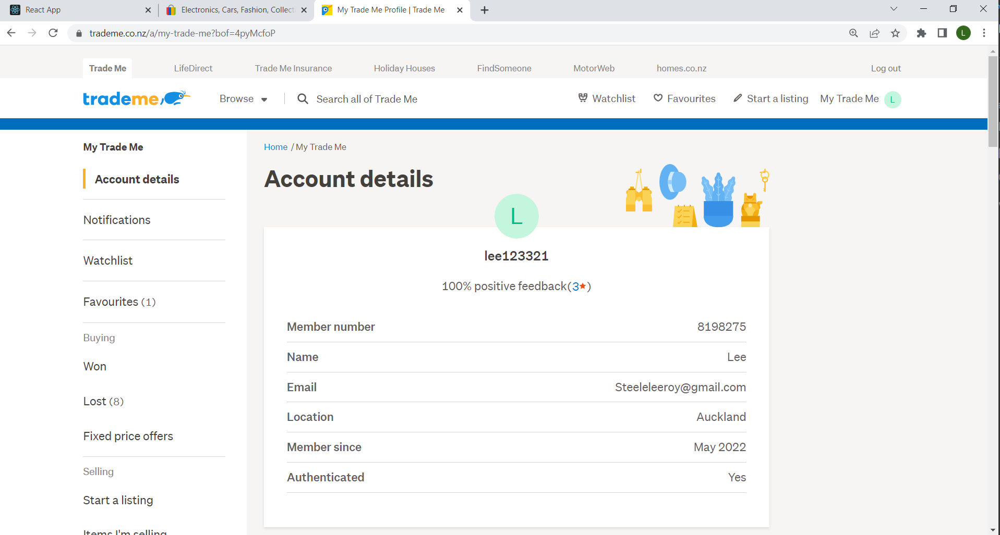 React App
Electronics, Cars, Fashion, Collect
My Trade Me Profile | Trade Me
trademe.co.nz/a/my-trade-me?bof=4pyMcfoP
L
Trade Me
LifeDirect
Trade Me Insurance
Holiday Houses
FindSomeone
MotorWeb
homes.co.nz
Log out
trademe
Browse
Search all of Trade Me
Watchlist
Favourites
Start a listing
My Trade Me
L
My Trade Me
Account details
Notifications
Watchlist
Favourites (1)
Buying
Won
Lost (8)
Fixed price offers
Selling
Start a listing
Items I'm selling
Home / My Trade Me
Account details
L
lee123321
100% positive feedback(3★)
Member number 8198275
Name Lee
Email Steeleleeroy@gmail.com
Location Auckland
Member since May 2022
Authenticated Yes